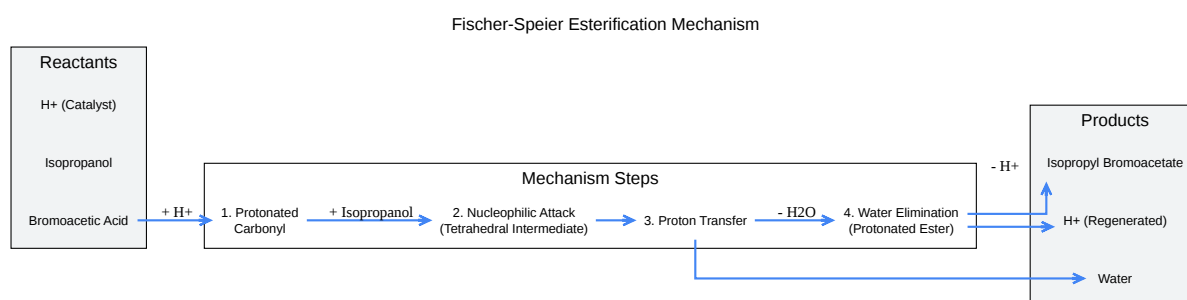 Fischer-Speier Esterification Mechanism
Reactants
H+ (Catalyst)
Isopropanol
Bromoacetic Acid
+ H+
Mechanism Steps
1. Protonated
Carbonyl
+ Isopropanol
2. Nucleophilic Attack
(Tetrahedral Intermediate)
3. Proton Transfer
- H2O
4. Water Elimination
(Protonated Ester)
- H+
Products
Isopropyl Bromoacetate
H+ (Regenerated)
Water